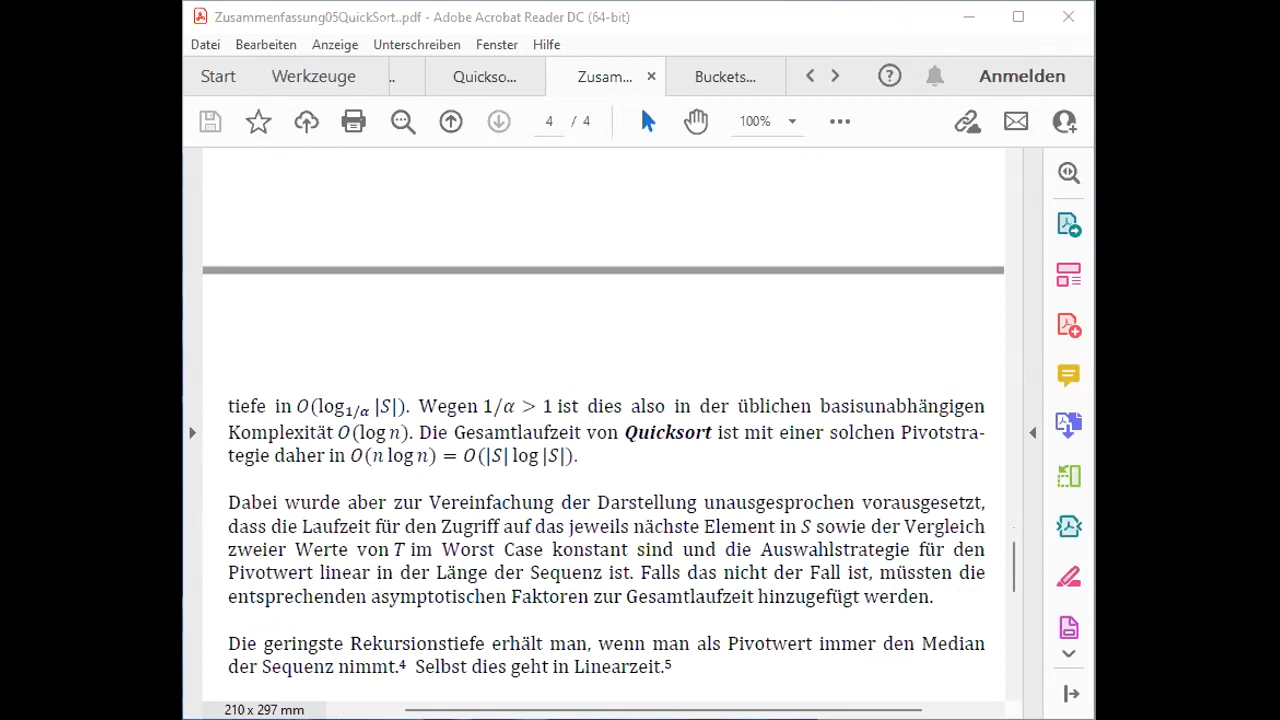 Zusammenfassung05QuickSort..pdf - Adobe Acrobat Reader DC (64-bit)
Datei Bearbeiten Anzeige Unterschreiben Fenster Hilfe
Start Werkzeuge .. Quickso... Zusam... × Buckets... Anmelden
4 / 4 100%
tiefe in O(log₁/α |S|). Wegen 1/α > 1 ist dies also in der üblichen basisunabhängigen
Komplexität O(log n). Die Gesamtlaufzeit von Quicksort ist mit einer solchen Pivotstra-
tegie daher in O(n log n) = O(|S| log |S|).
Dabei wurde aber zur Vereinfachung der Darstellung unausgesprochen vorausgesetzt,
dass die Laufzeit für den Zugriff auf das jeweils nächste Element in S sowie der Vergleich
zweier Werte von T im Worst Case konstant sind und die Auswahlstrategie für den
Pivotwert linear in der Länge der Sequenz ist. Falls das nicht der Fall ist, müssten die
entsprechenden asymptotischen Faktoren zur Gesamtlaufzeit hinzugefügt werden.
Die geringste Rekursionstiefe erhält man, wenn man als Pivotwert immer den Median
der Sequenz nimmt.⁴ Selbst dies geht in Linearzeit.⁵
210 x 297 mm